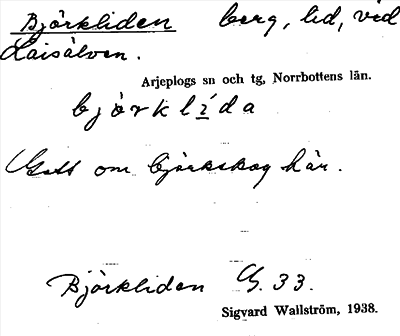 Björkliden berg, lid, vid
Laisälven.
Arjeplogs sn och tg, Norrbottens län.
björklída
Gott om björkskog här.
Björkliden G. 33.
Sigvard Wallström, 1938.